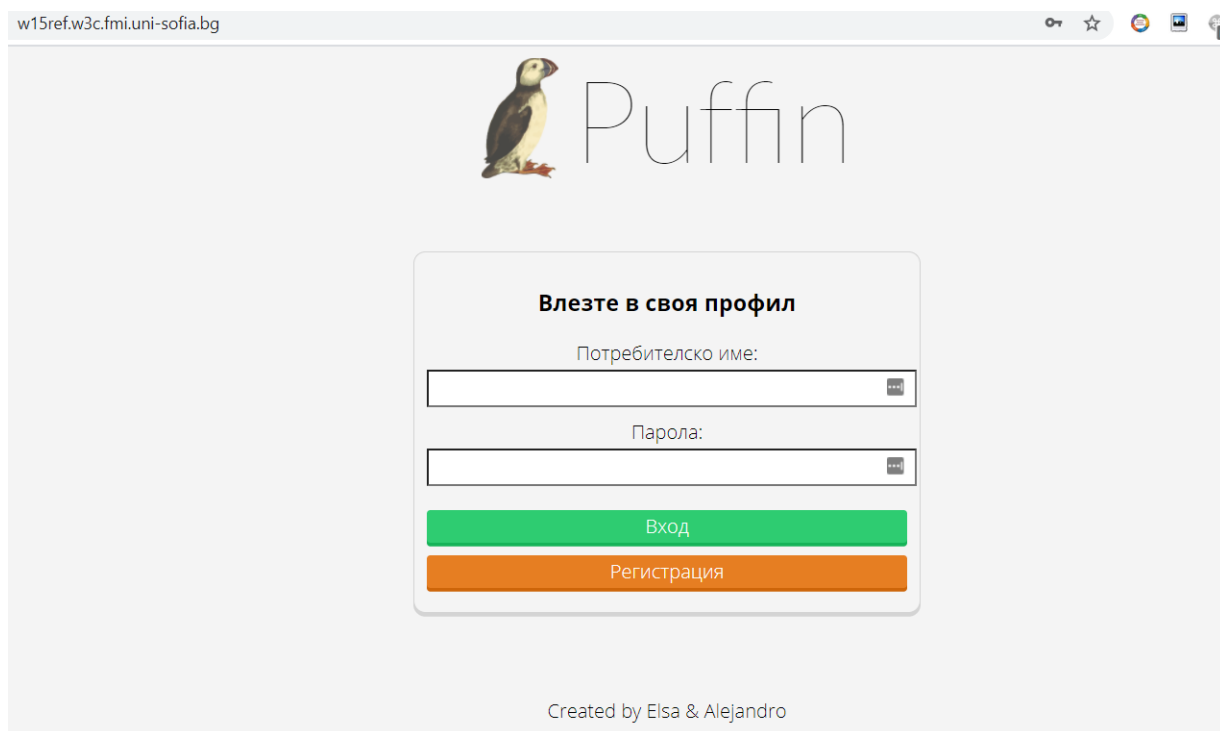 w15ref.w3c.fmi.uni-sofia.bg
Puffin
Влезте в своя профил
Потребителско име:
Парола:
Вход
Регистрация
Created by Elsa & Alejandro